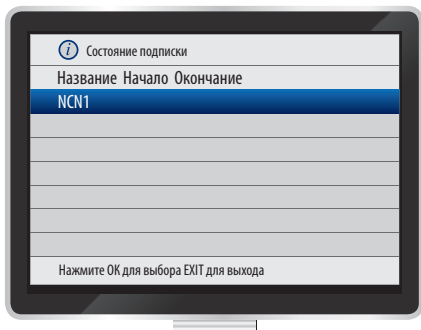 Состояние подписки
Название Начало Окончание
NCN1
Нажмите OK для выбора EXIT для выхода